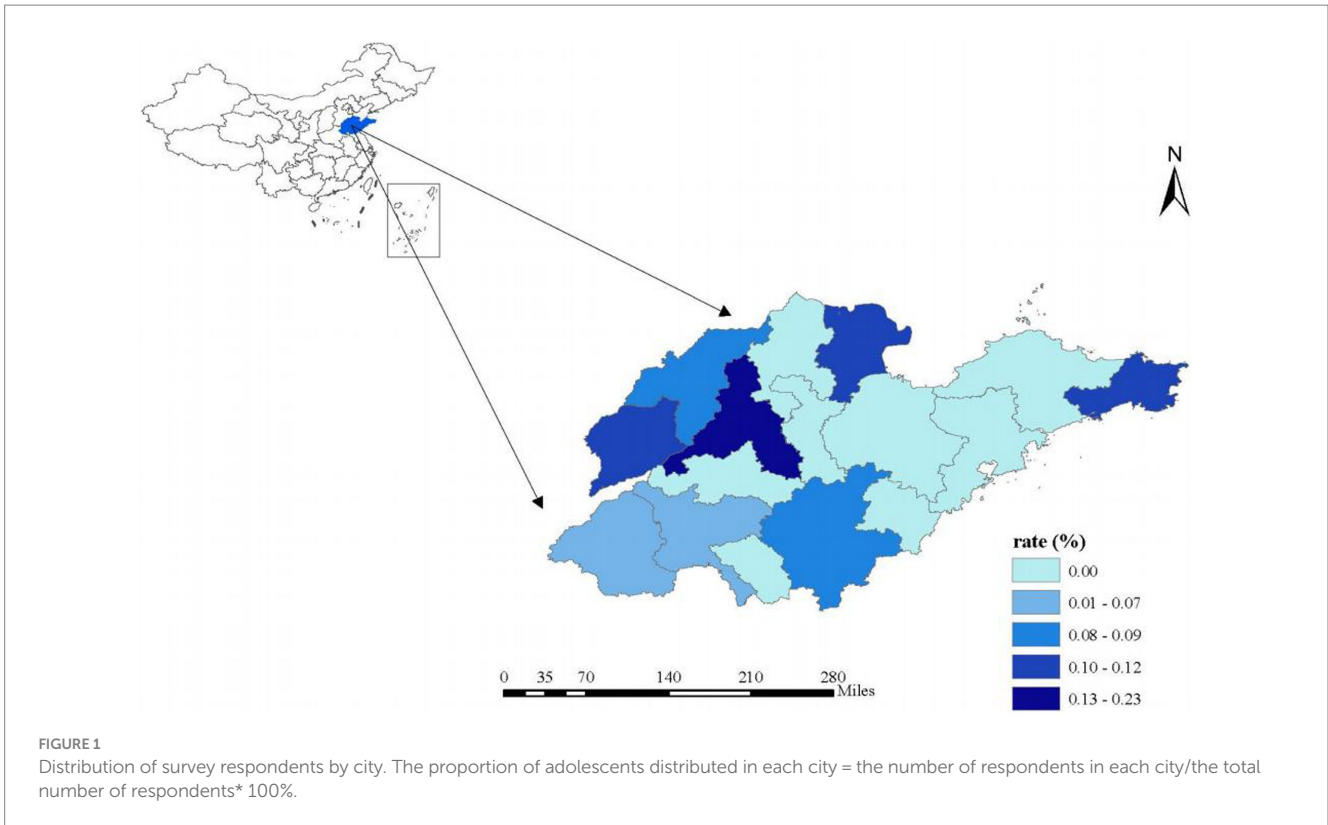 N
rate (%)
0.00
0.01 - 0.07
0.08 - 0.09
0.10 - 0.12
0.13 - 0.23
0 35 70 140 210 280
Miles
FIGURE 1
Distribution of survey respondents by city. The proportion of adolescents distributed in each city = the number of respondents in each city/the total
number of respondents* 100%.